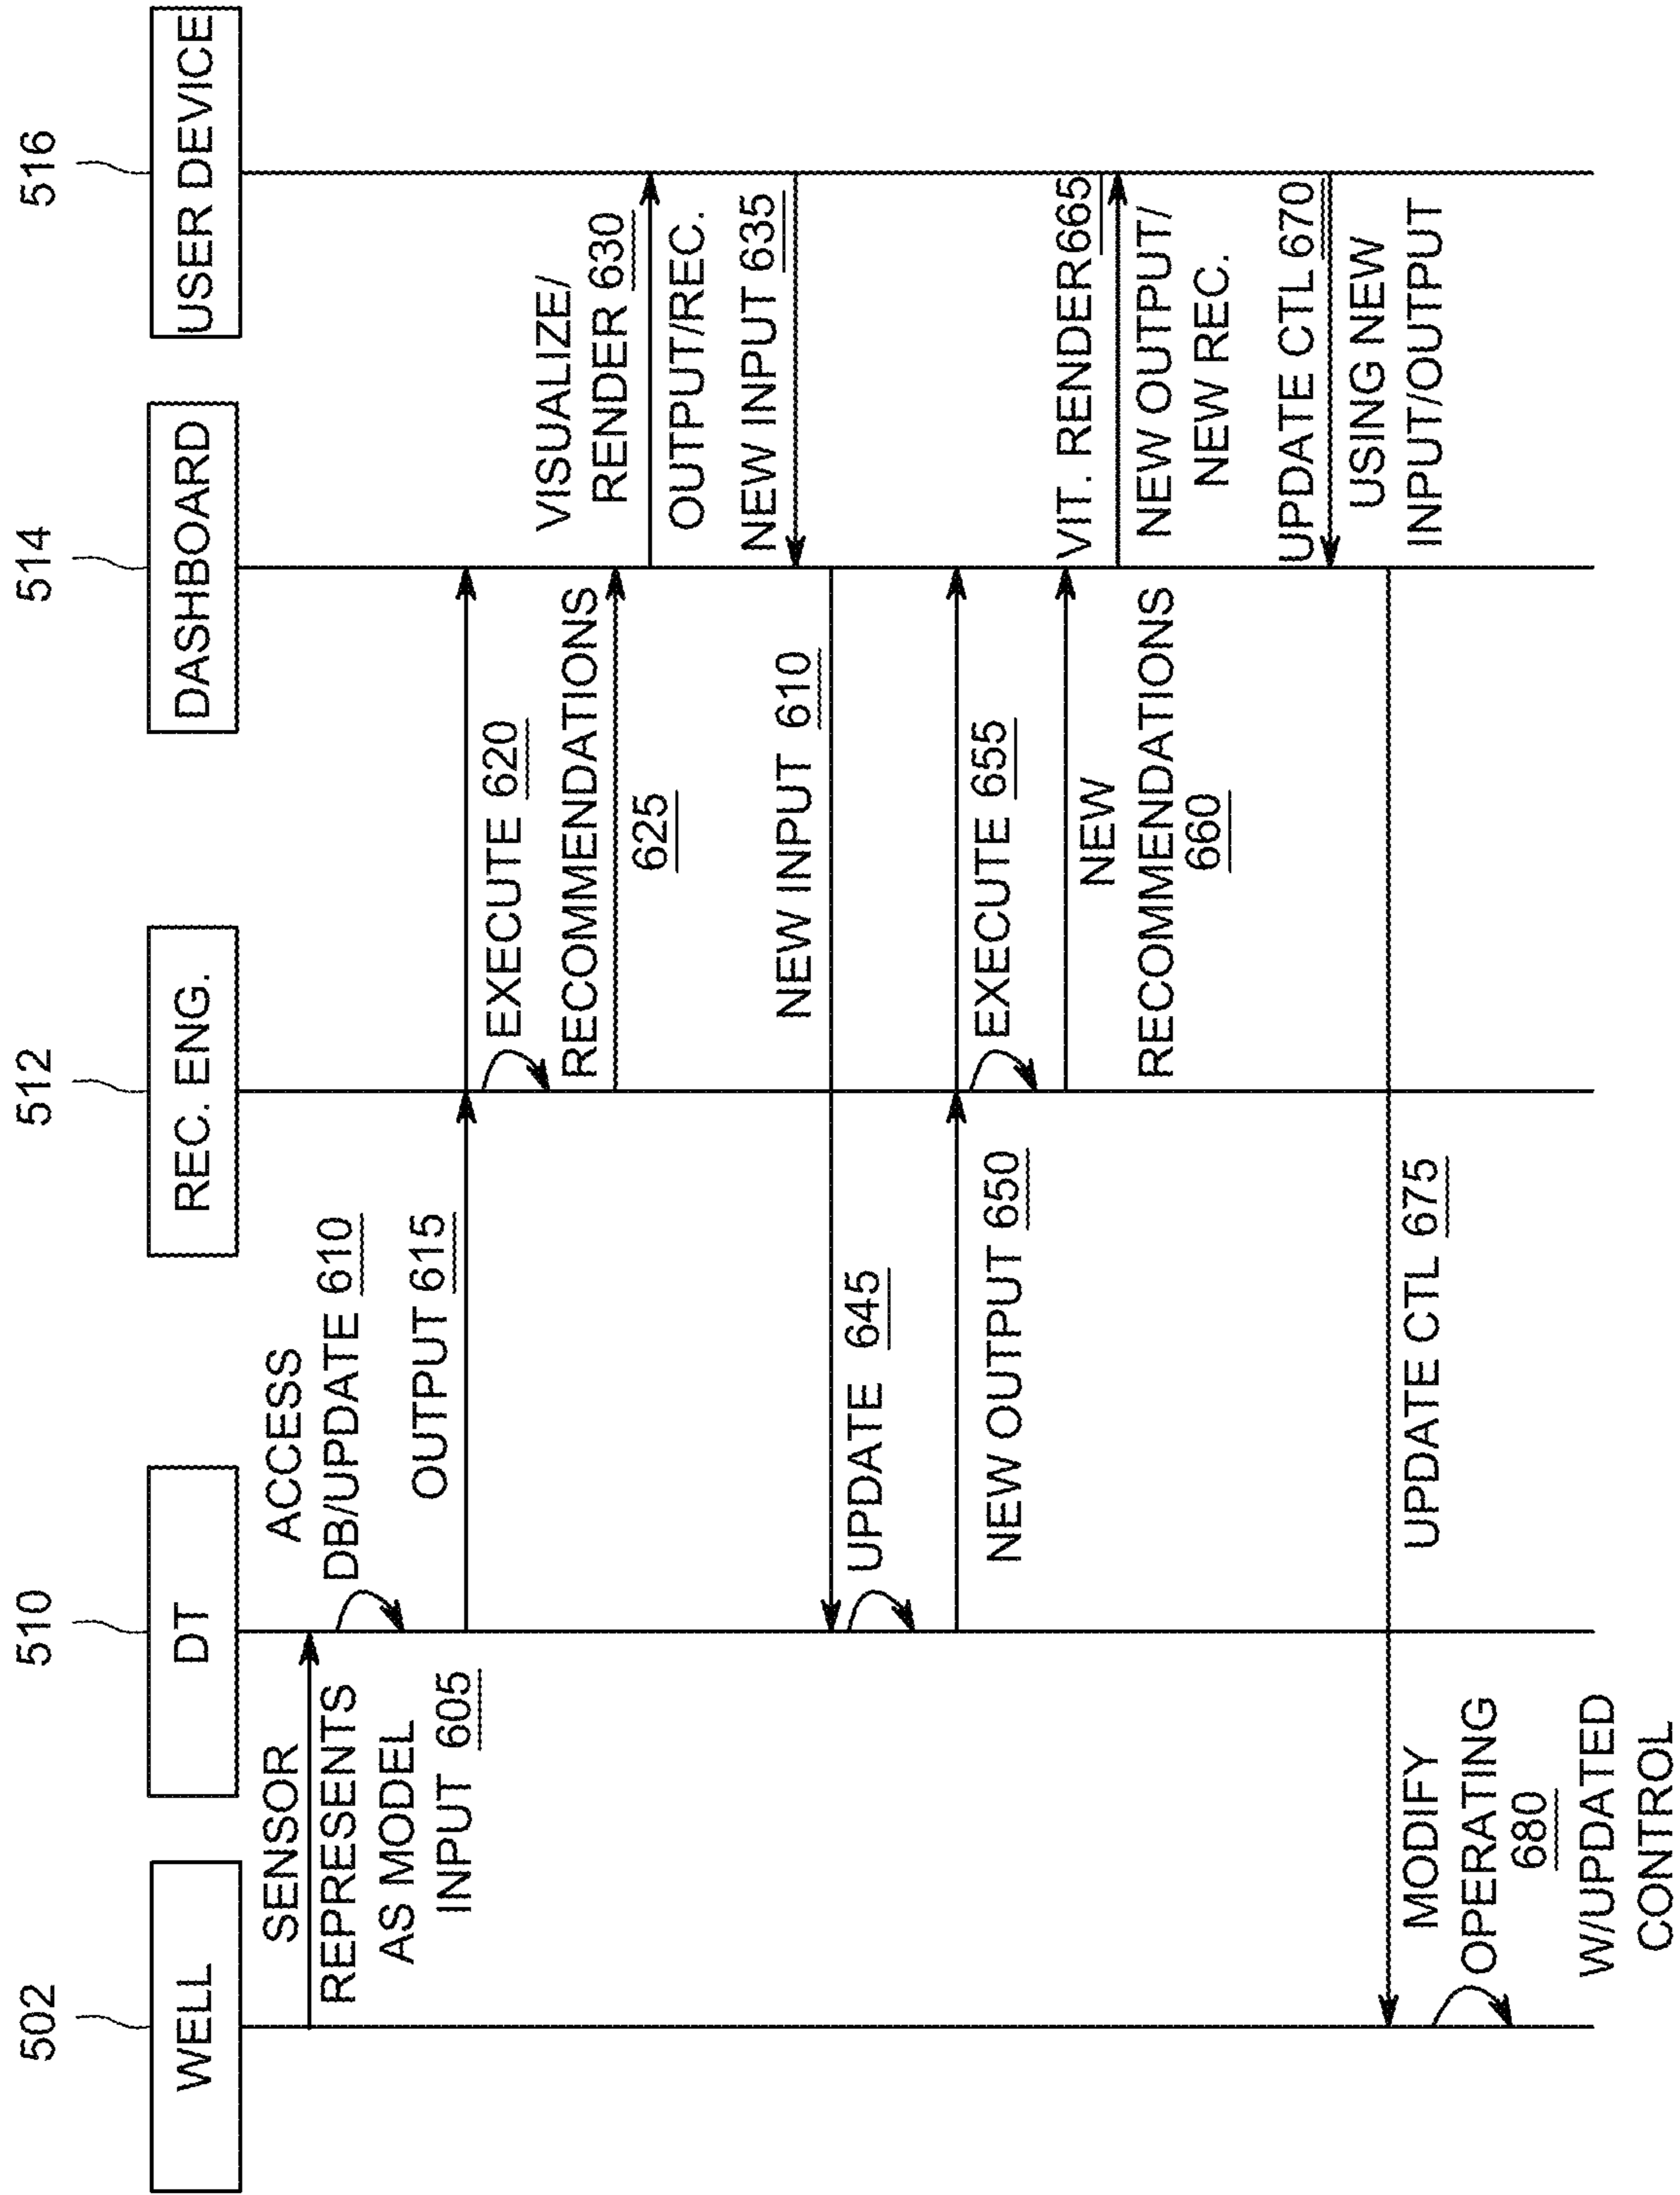 502
510
512
514
516
WELL
DT
REC. ENG.
DASHBOARD
USER DEVICE
SENSOR
REPRESENTS
AS MODEL
INPUT 605
ACCESS
DB/UPDATE 610
OUTPUT 615
EXECUTE 620
RECOMMENDATIONS
625
VISUALIZE/
RENDER 630
OUTPUT/REC.
NEW INPUT 635
NEW INPUT 610
UPDATE 645
NEW OUTPUT 650
EXECUTE 655
NEW
RECOMMENDATIONS
660
VIT. RENDER665
NEW OUTPUT/
NEW REC.
UPDATE CTL670
USING NEW
INPUT/OUTPUT
UPDATE CTL 675
MODIFY
OPERATING
680
W/UPDATED
CONTROL